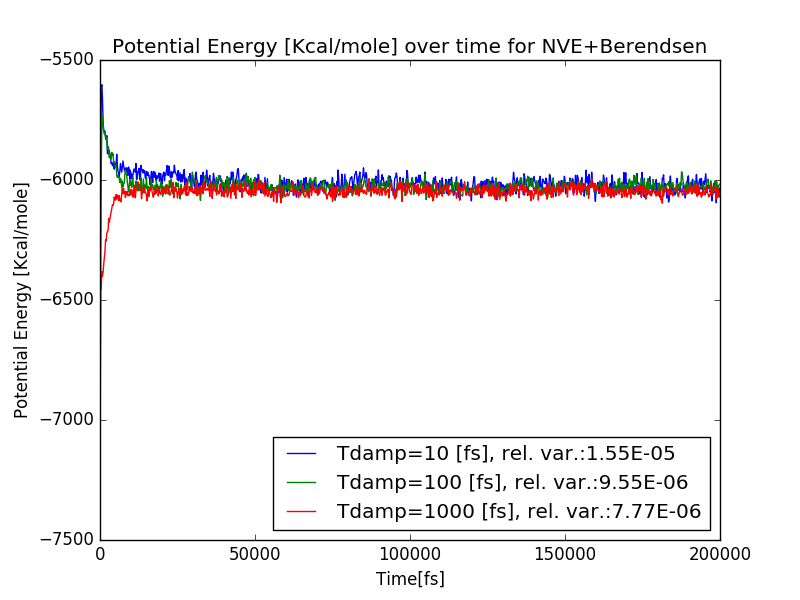 Potential Energy [Kcal/mole] over time for NVE+Berendsen
−5500
−6000
−6500
−7000
−7500
Potential Energy [Kcal/mole]
Tdamp=10 [fs], rel. var.:1.55E-05
Tdamp=100 [fs], rel. var.:9.55E-06
Tdamp=1000 [fs], rel. var.:7.77E-06
0 50000 100000 150000 200000
Time[fs]